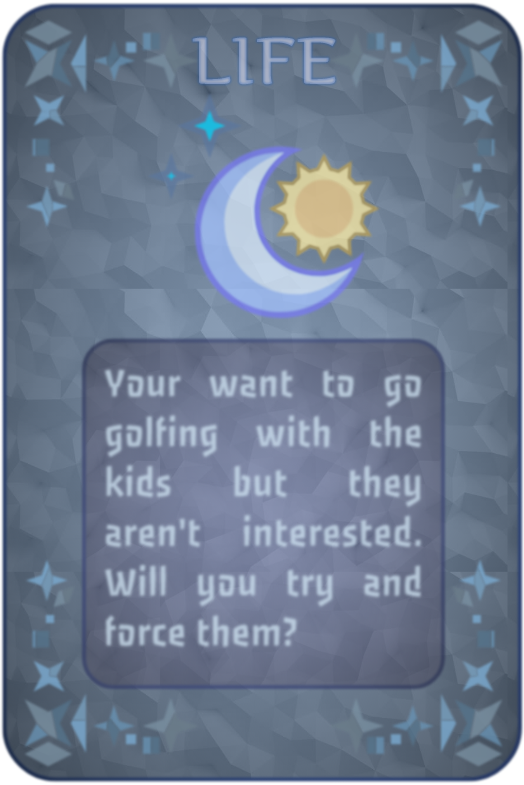 LIFE
Your want to go
golfing with the
kids but they
aren't interested.
Will you try and
force them?